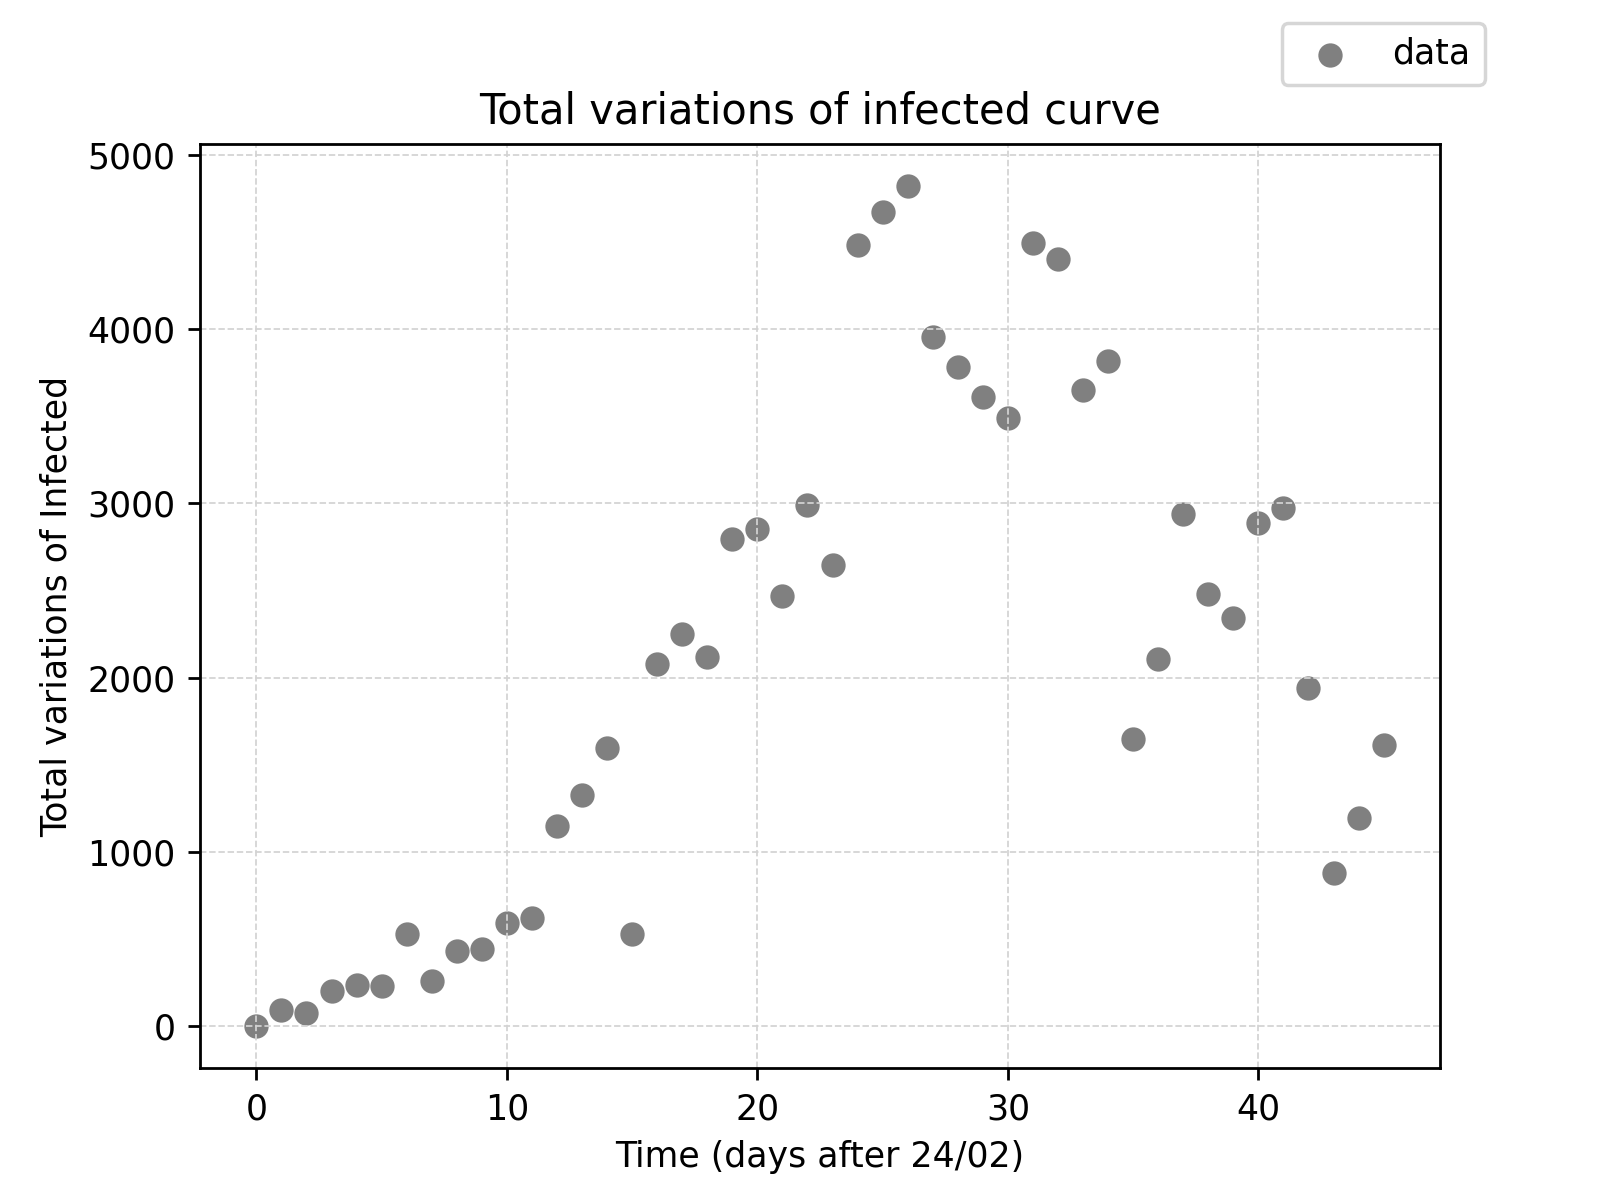 data
Total variations of infected curve
5000
4000
3000
2000
1000
0
Total variations of Infected
0 10 20 30 40
Time (days after 24/02)